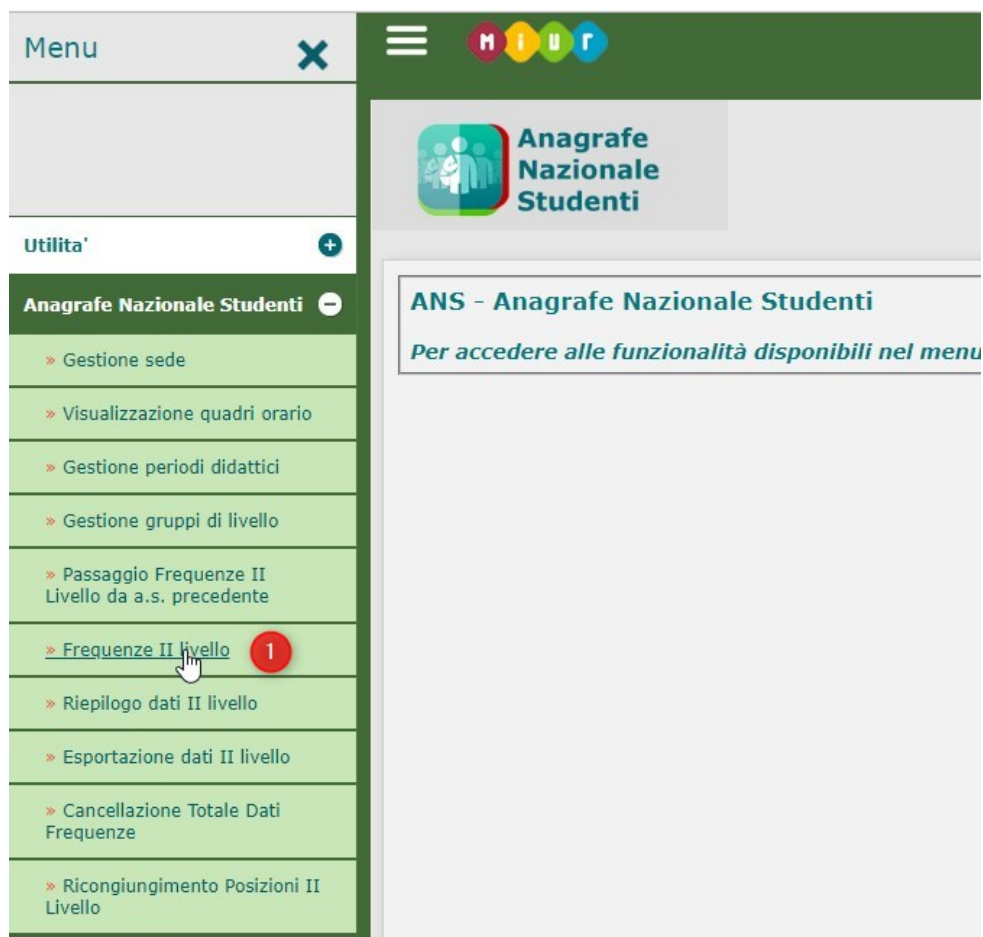 Menu
Utilita'
Anagrafe Nazionale Studenti
» Gestione sede
» Visualizzazione quadri orario
» Gestione periodi didattici
» Gestione gruppi di livello
» Passaggio Frequenze II
Livello da a.s. precedente
» Frequenze II livello
1
» Riepilogo dati II livello
» Esportazione dati II livello
» Cancellazione Totale Dati
Frequenze
» Ricongiungimento Posizioni II
Livello
MiUr
Anagrafe
Nazionale
Studenti
ANS - Anagrafe Nazionale Studenti
Per accedere alle funzionalità disponibili nel menu